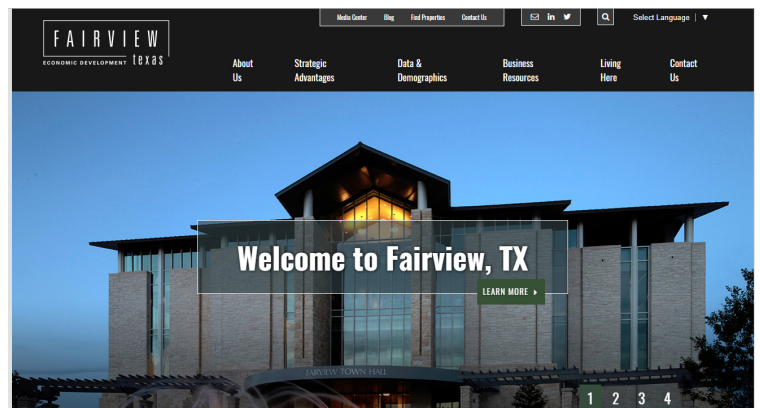 Media Center Blog Find Properties Contact Us
Select Language ▼
FAIRVIEW
ECONOMIC DEVELOPMENT texas
About Us
Strategic Advantages
Data & Demographics
Business Resources
Living Here
Contact Us
Welcome to Fairview, TX
LEARN MORE
FAIRVIEW TOWN HALL
1 2 3 4